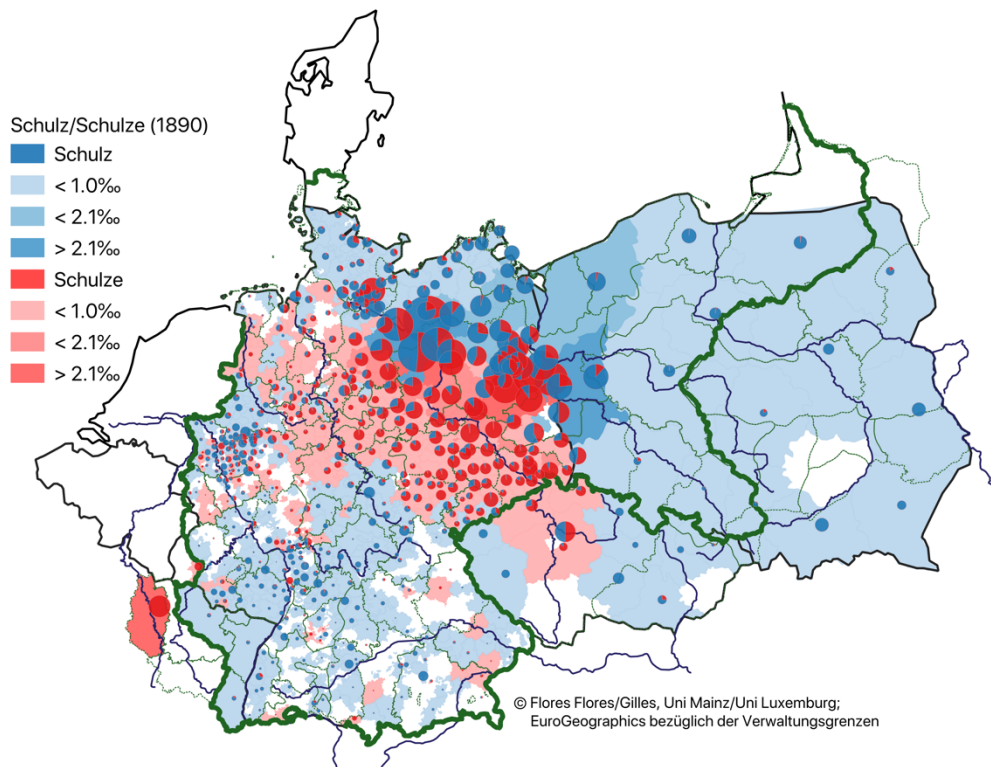 Schulz/Schulze (1890)
Schulz
< 1.0‰
< 2.1‰
> 2.1‰
Schulze
< 1.0‰
< 2.1‰
> 2.1‰
© Flores Flores/Gilles, Uni Mainz/Uni Luxemburg;
EuroGeographics bezüglich der Verwaltungsgrenzen